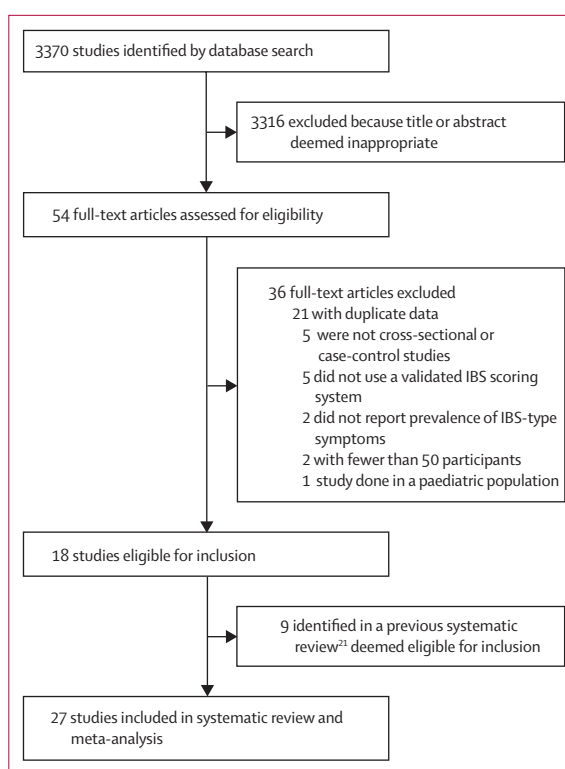 3370 studies identified by database search
3316 excluded because title or abstract
deemed inappropriate
54 full-text articles assessed for eligibility
36 full-text articles excluded
21 with duplicate data
5 were not cross-sectional or
case-control studies
5 did not use a validated IBS scoring
system
2 did not report prevalence of IBS-type
symptoms
2 with fewer than 50 participants
1 study done in a paediatric population
18 studies eligible for inclusion
9 identified in a previous systematic
review²¹ deemed eligible for inclusion
27 studies included in systematic review and
meta-analysis